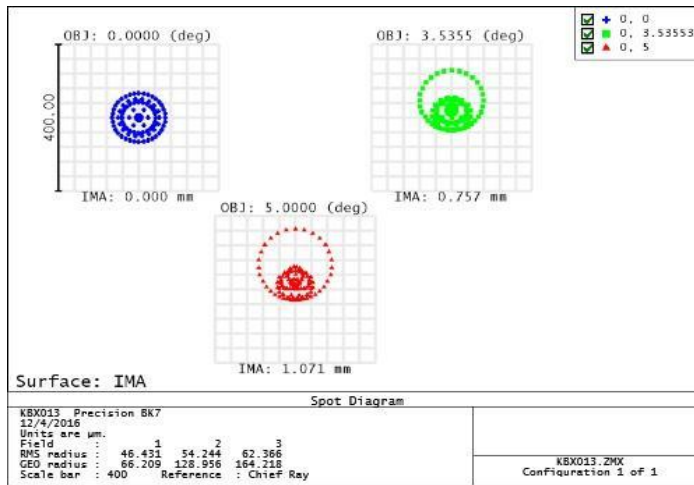 OBJ: 0.0000 (deg)
OBJ: 3.5355 (deg)
0, 0
0, 3.53553
0, 5
400.00
IMA: 0.000 mm
IMA: 0.757 mm
OBJ: 5.0000 (deg)
IMA: 1.071 mm
Surface: IMA
Spot Diagram
KBX013 Precision BK7
12/4/2016
Units are µm.
Field : 1 2 3
RMS radius : 46.431 54.244 62.366
GEO radius : 66.209 128.956 164.218
Scale bar : 400 Reference : Chief Ray
KBX013.ZMX
Configuration 1 of 1